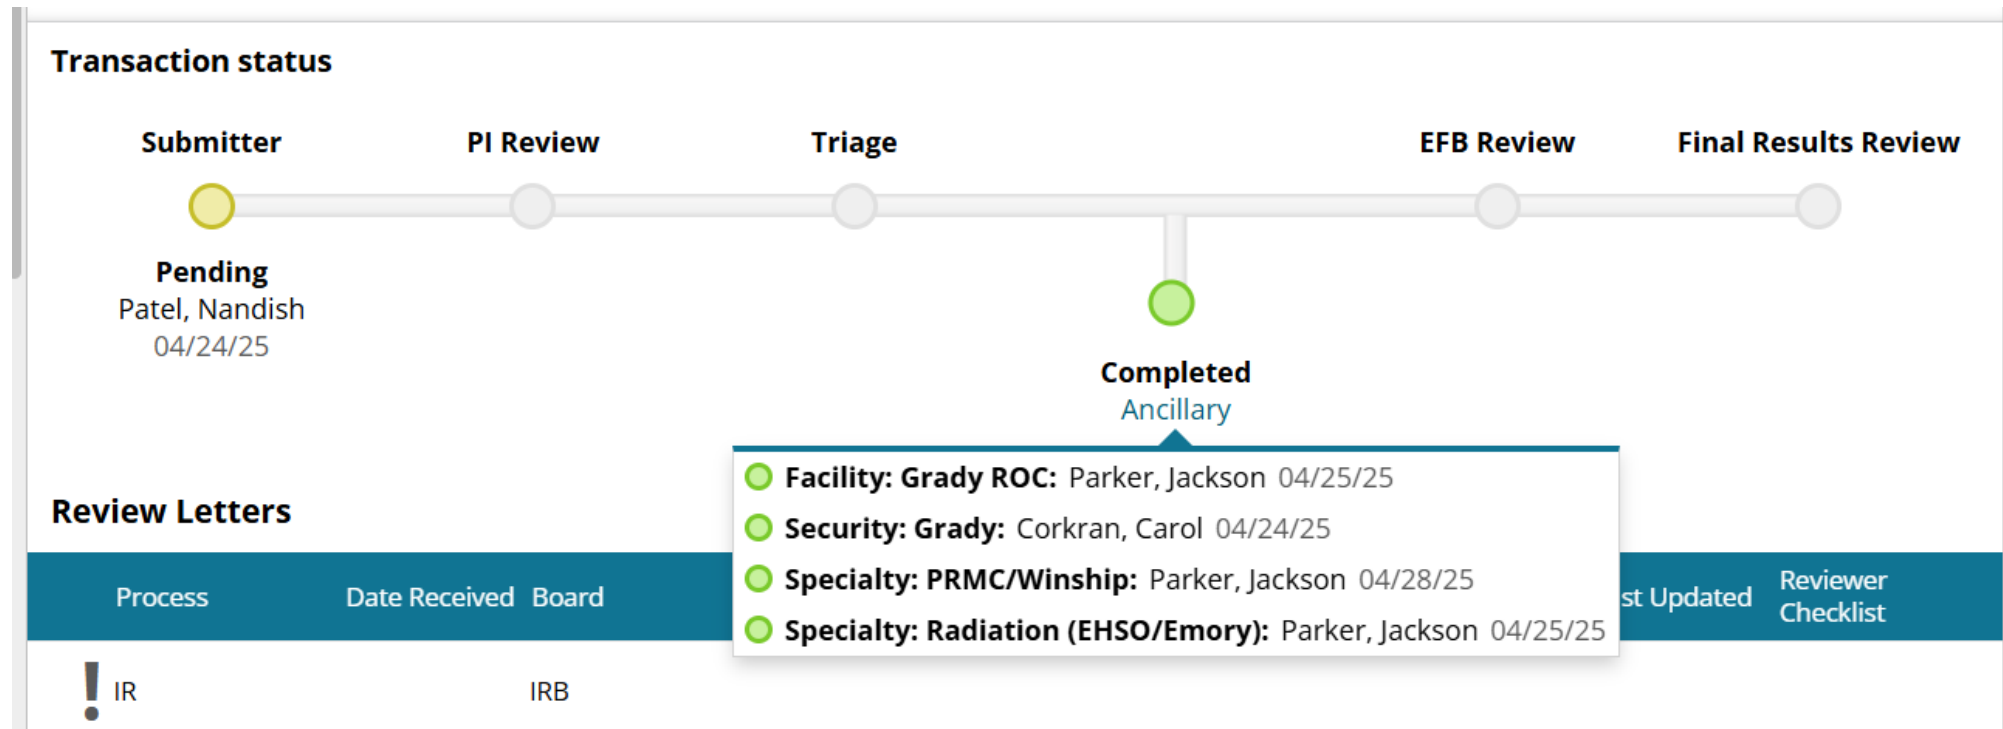 Transaction status
Submitter PI Review Triage EFB Review Final Results Review
Pending
Patel, Nandish
04/24/25
Completed
Ancillary
Facility: Grady ROC: Parker, Jackson 04/25/25
Security: Grady: Corkran, Carol 04/24/25
Specialty: PRMC/Winship: Parker, Jackson 04/28/25
Specialty: Radiation (EHSO/Emory): Parker, Jackson 04/25/25
Review Letters
Process Date Received Board st Updated Reviewer Checklist
! IR IRB